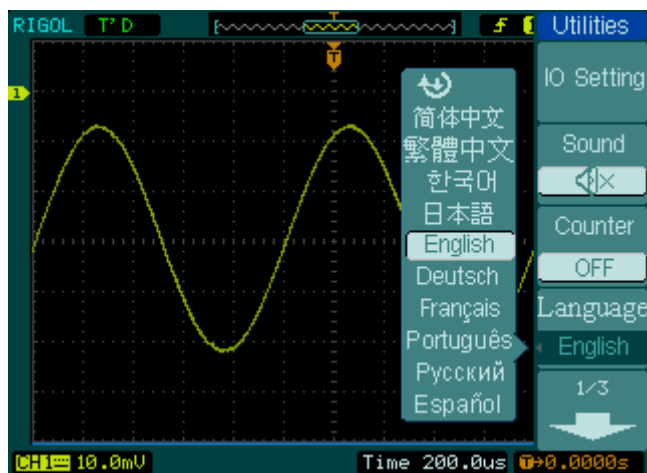 RIGOL T'D
T
Utilities
IO Setting
Sound
Counter
OFF
Language
English
1/3
T
1
简体中文
繁體中文
한국어
日本語
English
Deutsch
Français
Português
Русский
Español
CH1 10.0mV
Time 200.0us T→0.0000s